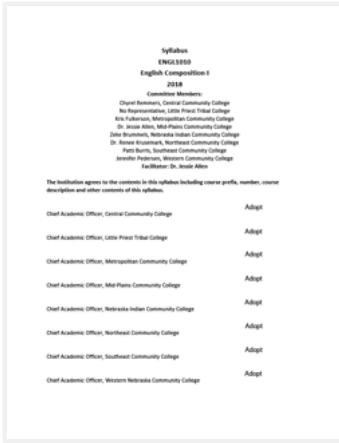 Syllabus
ENGL1010
English Composition I
2018
Committee Members:
Chyrel Remmers, Central Community College
No Representative, Little Priest Tribal College
Kris Fulkerson, Metropolitan Community College
Dr. Jessie Allen, Mid-Plains Community College
Zeke Brummels, Nebraska Indian Community College
Dr. Renee Krusemark, Northeast Community College
Patti Burris, Southeast Community College
Jennifer Pedersen, Western Community College
Facilitator: Dr. Jessie Allen
The institution agrees to the contents in this syllabus including course prefix, number, course
description and other contents of this syllabus.
Adopt
Chief Academic Officer, Central Community College
Adopt
Chief Academic Officer, Little Priest Tribal College
Adopt
Chief Academic Officer, Metropolitan Community College
Adopt
Chief Academic Officer, Mid-Plains Community College
Adopt
Chief Academic Officer, Nebraska Indian Community College
Adopt
Chief Academic Officer, Northeast Community College
Adopt
Chief Academic Officer, Southeast Community College
Adopt
Chief Academic Officer, Western Nebraska Community College